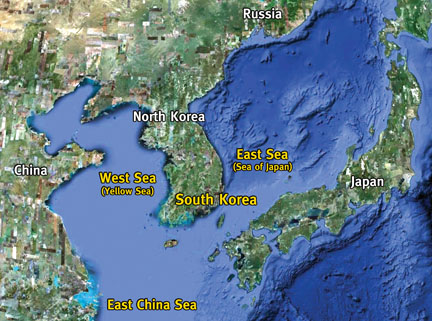 Russia
North Korea
East Sea
(Sea of Japan)
China
West Sea
(Yellow Sea)
Japan
South Korea
East China Sea